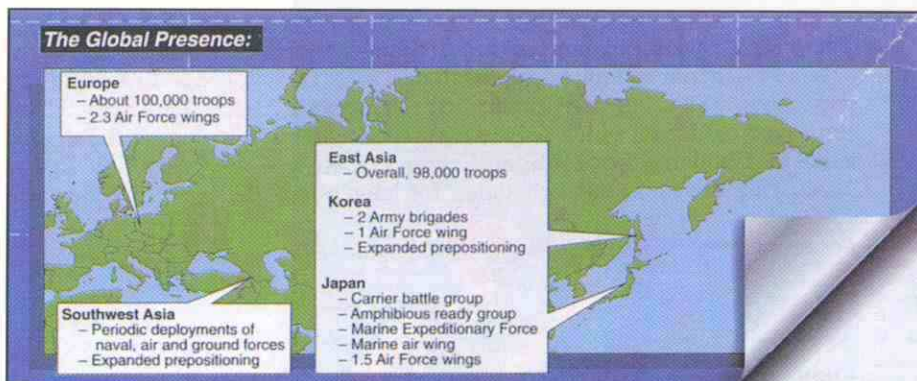 The Global Presence:
Europe
– About 100,000 troops
– 2.3 Air Force wings
East Asia
– Overall, 98,000 troops
Korea
– 2 Army brigades
– 1 Air Force wing
– Expanded prepositioning
Japan
– Carrier battle group
– Amphibious ready group
– Marine Expeditionary Force
– Marine air wing
– 1.5 Air Force wings
Southwest Asia
– Periodic deployments of
naval, air and ground forces
– Expanded prepositioning